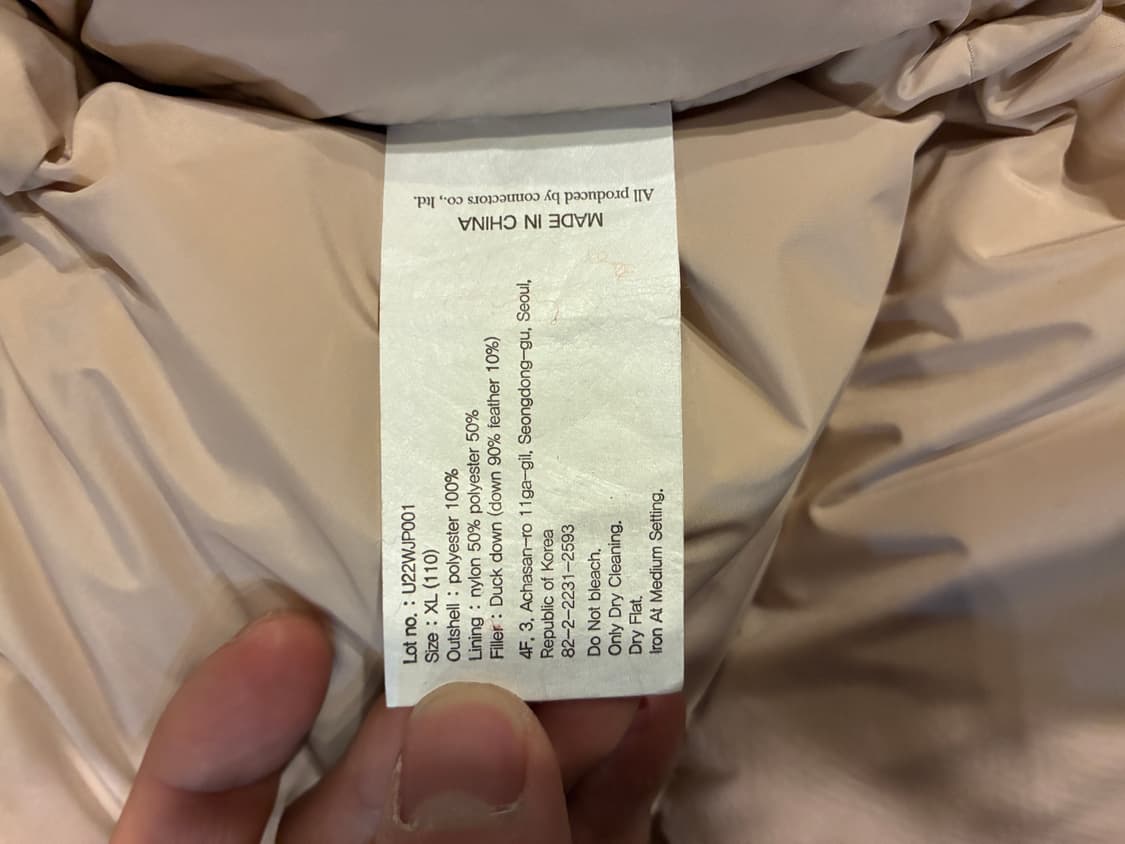 All produced by connectors co., ltd.
MADE IN CHINA
Lot no. : U22WJP001
Size : XL (110)
Outshell : polyester 100%
Lining : nylon 50% polyester 50%
Filler : Duck down (down 90% feather 10%)
4F, 3, Achasan-ro 11ga-gil, Seongdong-gu, Seoul,
Republic of Korea
82-2-2231-2593
Do Not bleach.
Only Dry Cleaning.
Dry Flat.
Iron At Medium Setting.